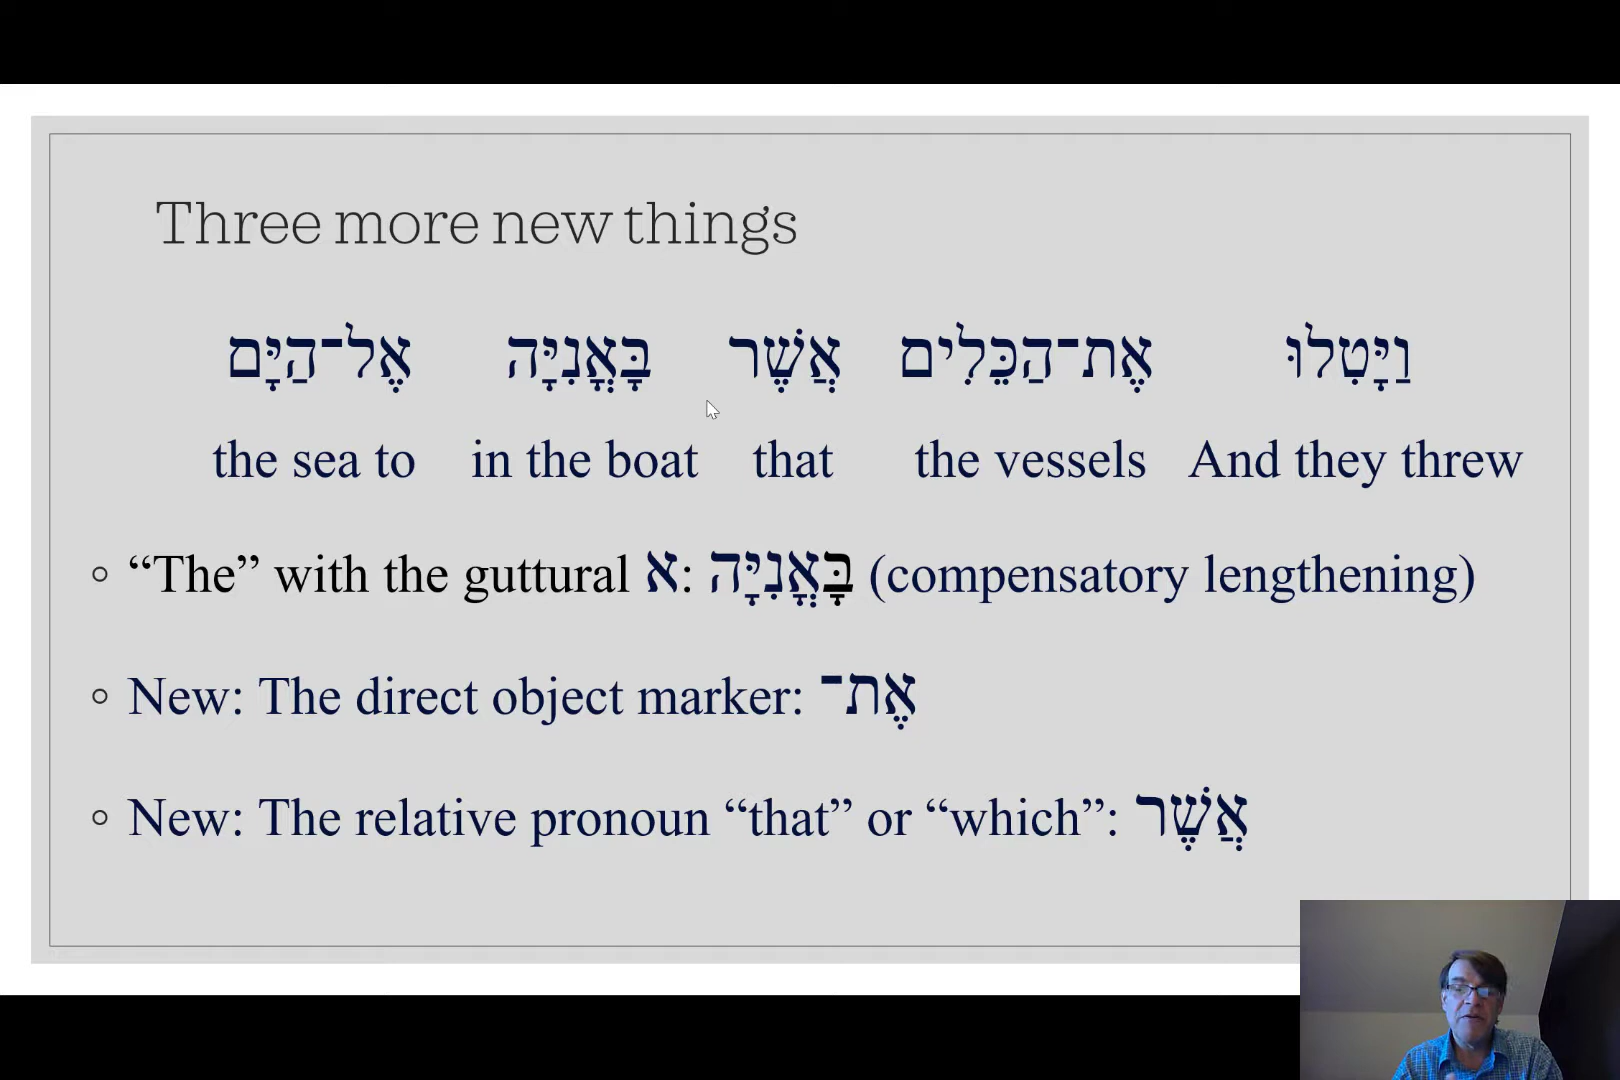 Three more new things
וַיָּטִלוּ אֶת־הַכֵּלִים אֲשֶׁר בָּאֳנִיָּה אֶל־הַיָּם
the sea to in the boat that the vessels And they threw
“The” with the guttural א: בָּאֳנִיָּה (compensatory lengthening)
New: The direct object marker: אֶת־
New: The relative pronoun “that” or “which”: אֲשֶׁר